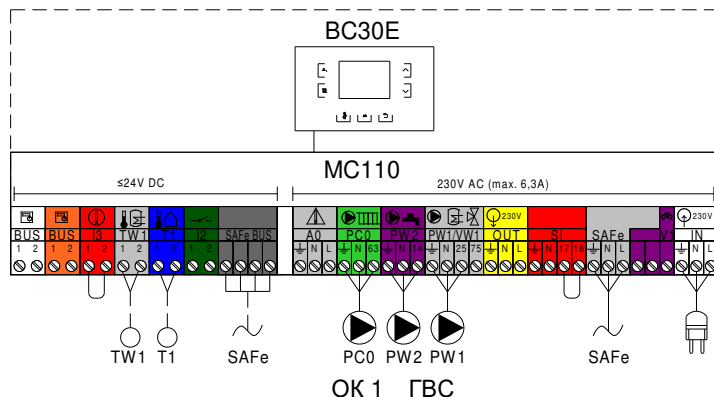 BC30E
MC110
≤24V DC 230V AC (max. 6,3A)
230V 230V
BUS BUS I3 TW1 T1 I2 SAFe BUS A0 PC0 PW2 PW1/VW1 OUT SI SAFe V1 IN
1 2 1 2 1 2 1 2 1 2 1 2 N L N 63 N 14 N 25 75 N L N 17 18 N L N L
TW1 T1 SAFe PC0 PW2 PW1 SAFe
ОК 1 ГВС